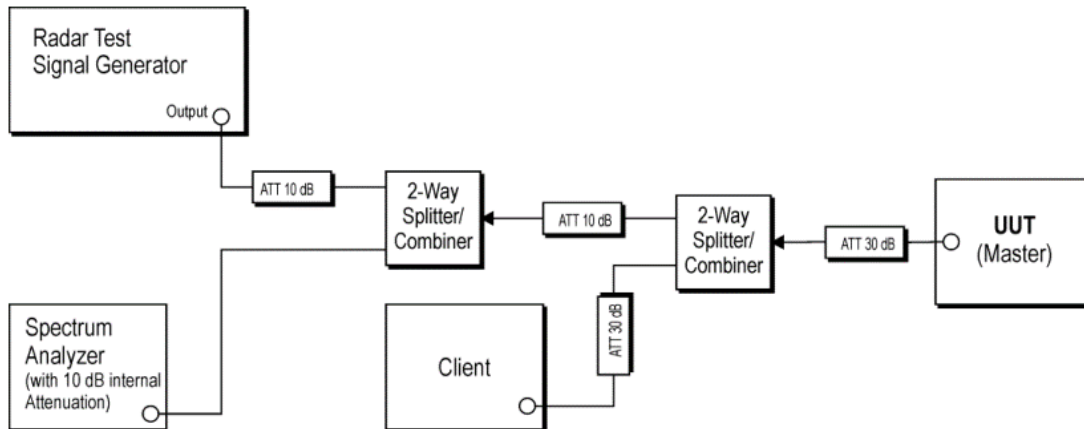 Radar Test
Signal Generator
Output
ATT 10 dB
2-Way
Splitter/
Combiner
ATT 10 dB
2-Way
Splitter/
Combiner
ATT 30 dB
UUT
(Master)
Spectrum
Analyzer
(with 10 dB internal
Attenuation)
Client
ATT 30 dB